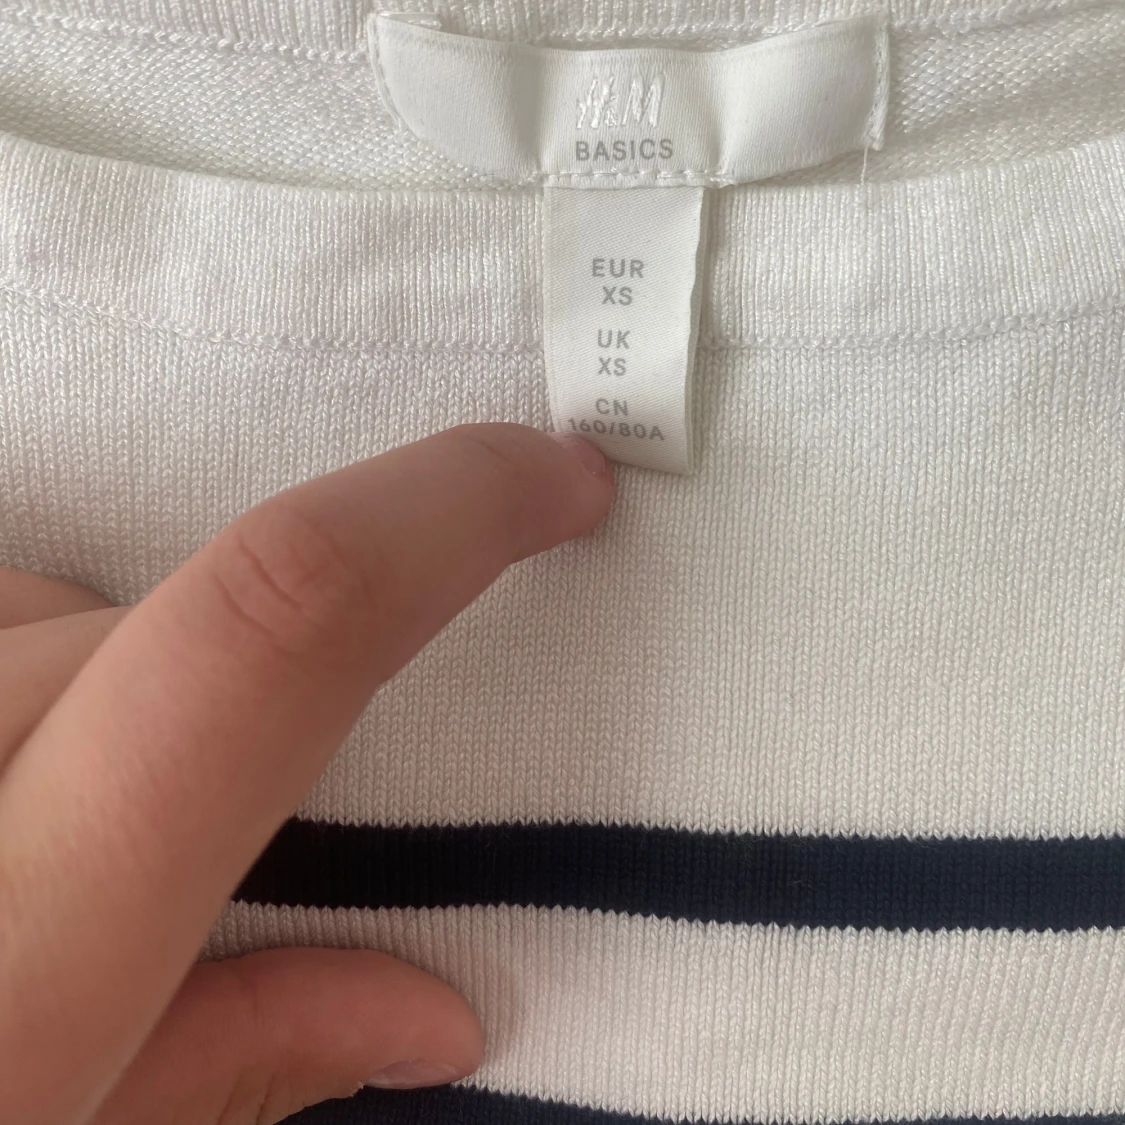 H&M
BASICS
EUR
XS
UK
XS
CN
160/80A